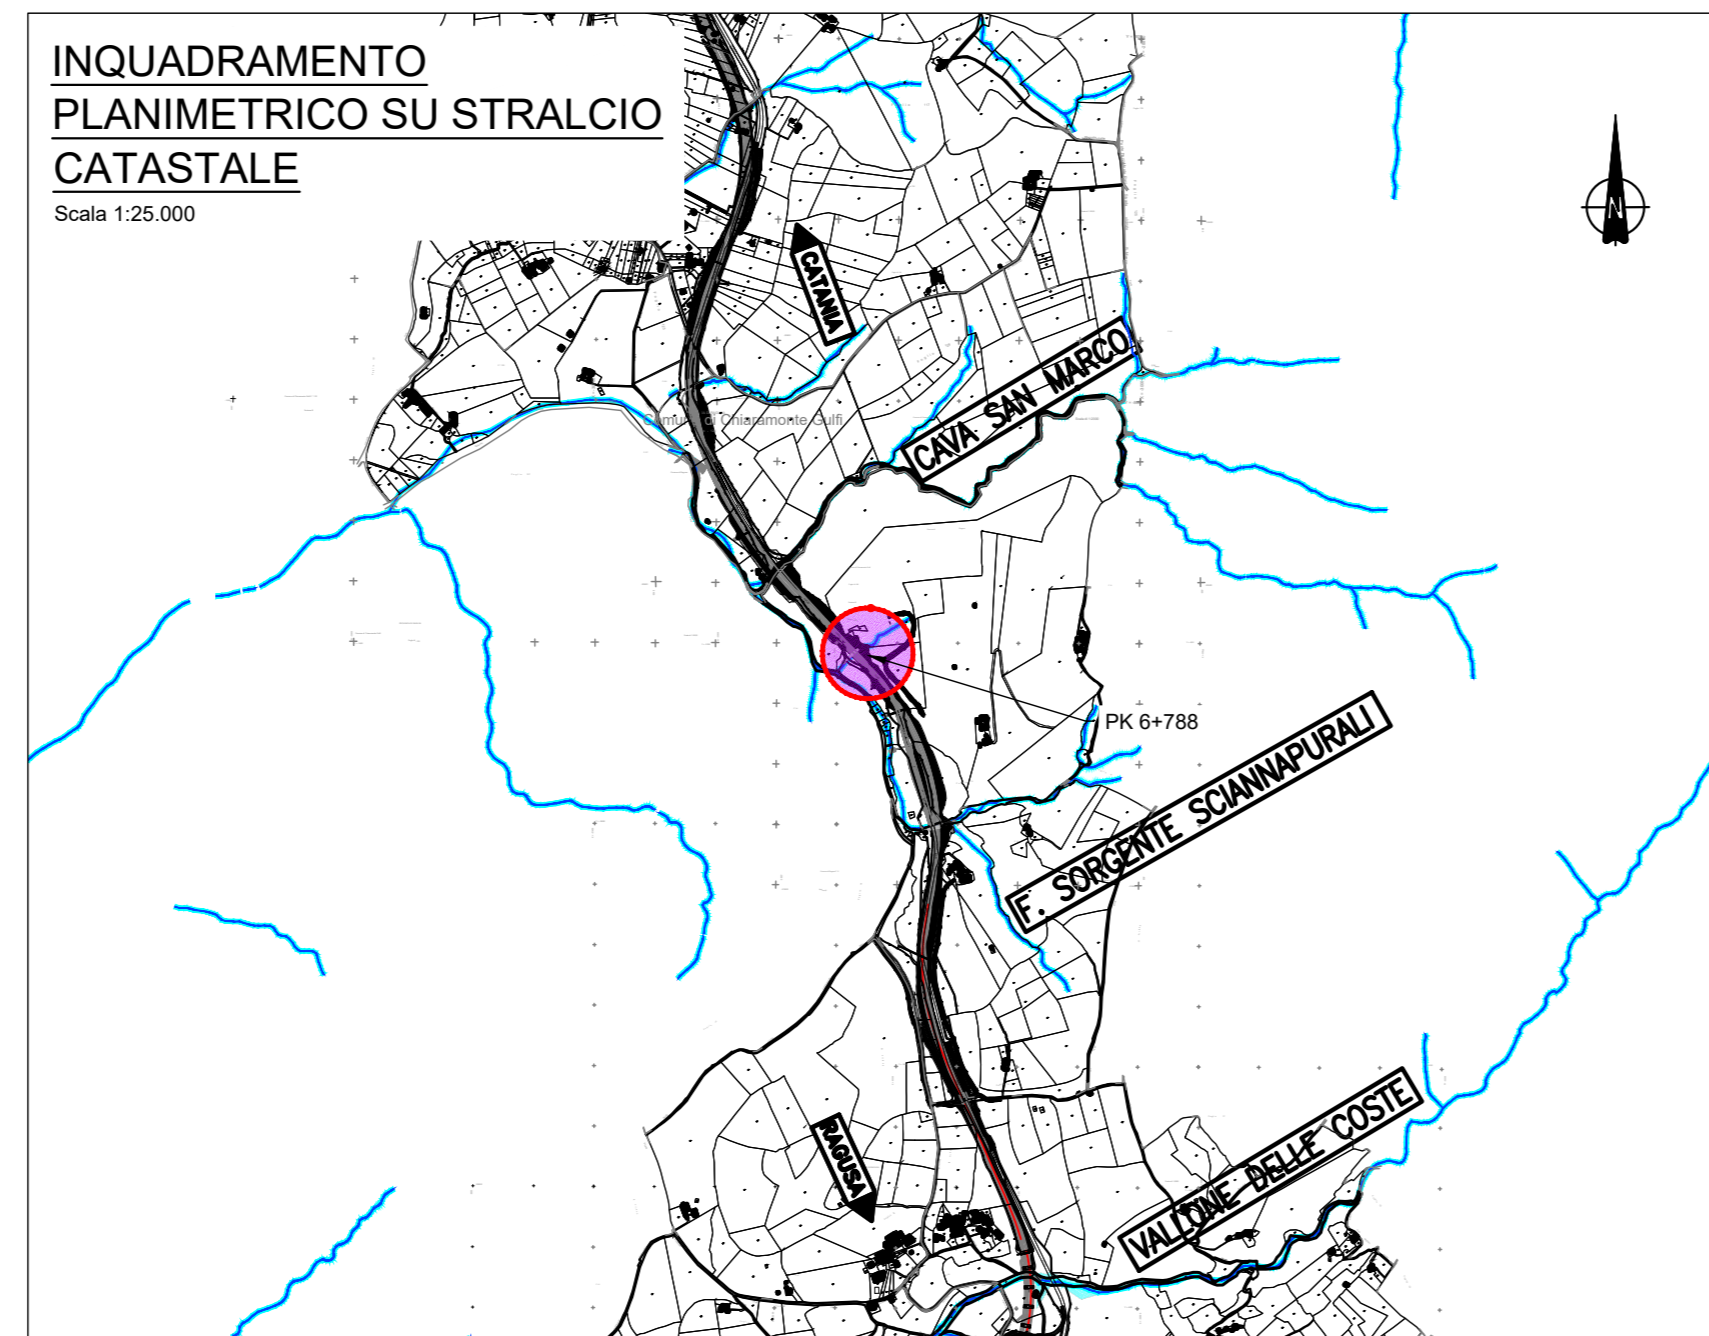 INQUADRAMENTO
PLANIMETRICO SU STRALCIO
CATASTALE
Scala 1:25.000
N
CATANIA
CAVA SAN MARCO
Comune di Chiaramonte Gulfi
PK 6+788
F. SORGENTE SCIANNAPURALI
RAGUSA
VALLONE DELLE COSTE